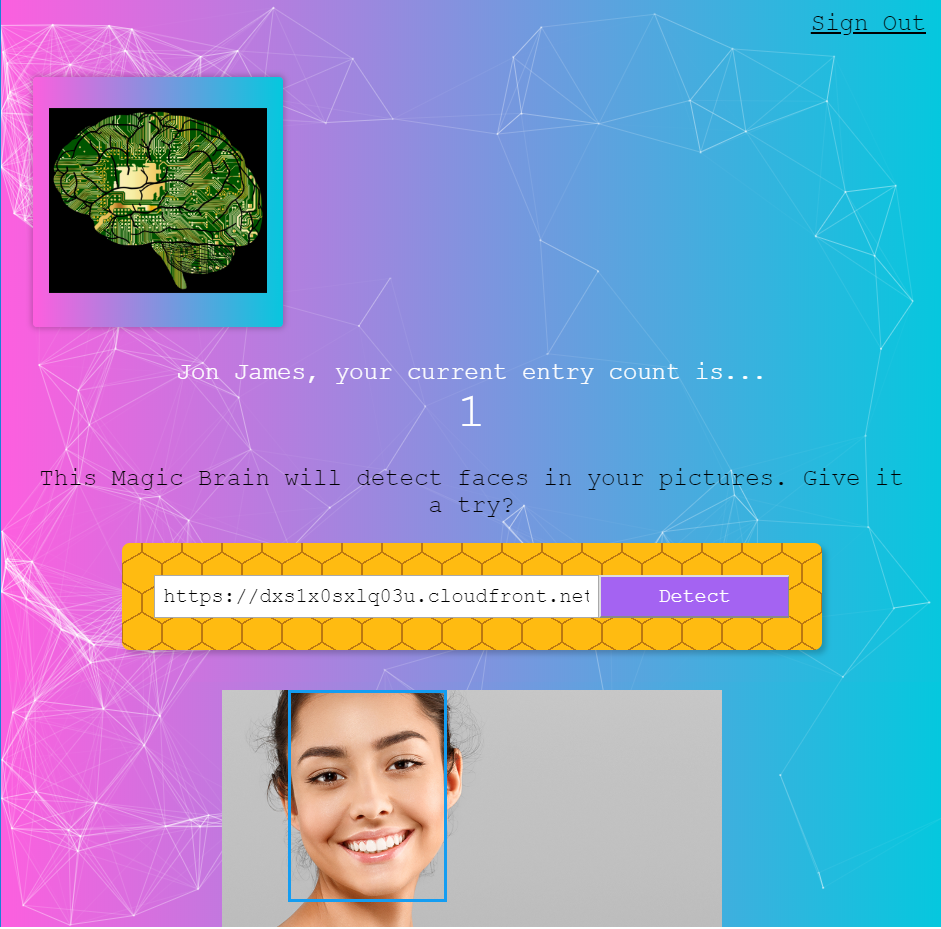 Sign Out
Jon James, your current entry count is...
1
This Magic Brain will detect faces in your pictures. Give it
a try?
https://dxs1x0sxlq03u.cloudfront.net
Detect